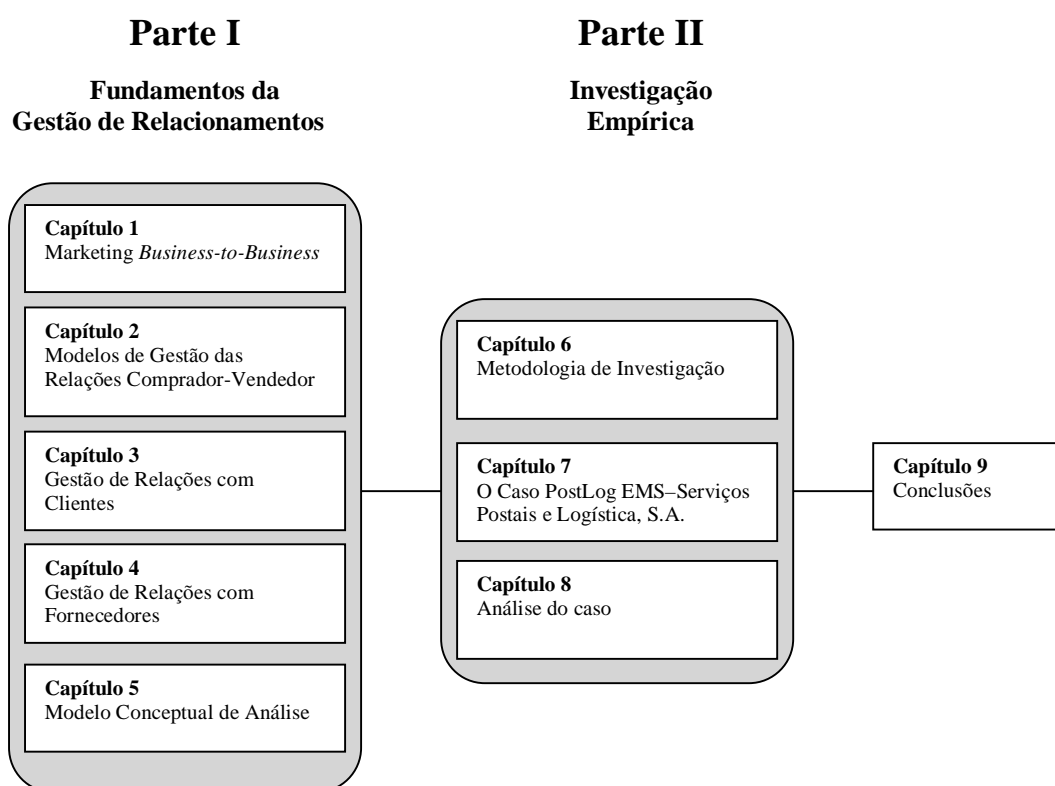 Parte I
Fundamentos da
Gestão de Relacionamentos
Capítulo 1
Marketing Business-to-Business
Capítulo 2
Modelos de Gestão das
Relações Comprador-Vendedor
Capítulo 3
Gestão de Relações com
Clientes
Capítulo 4
Gestão de Relações com
Fornecedores
Capítulo 5
Modelo Conceptual de Análise
Parte II
Investigação
Empírica
Capítulo 6
Metodologia de Investigação
Capítulo 7
O Caso PostLog EMS–Serviços
Postais e Logística, S.A.
Capítulo 8
Análise do caso
Capítulo 9
Conclusões